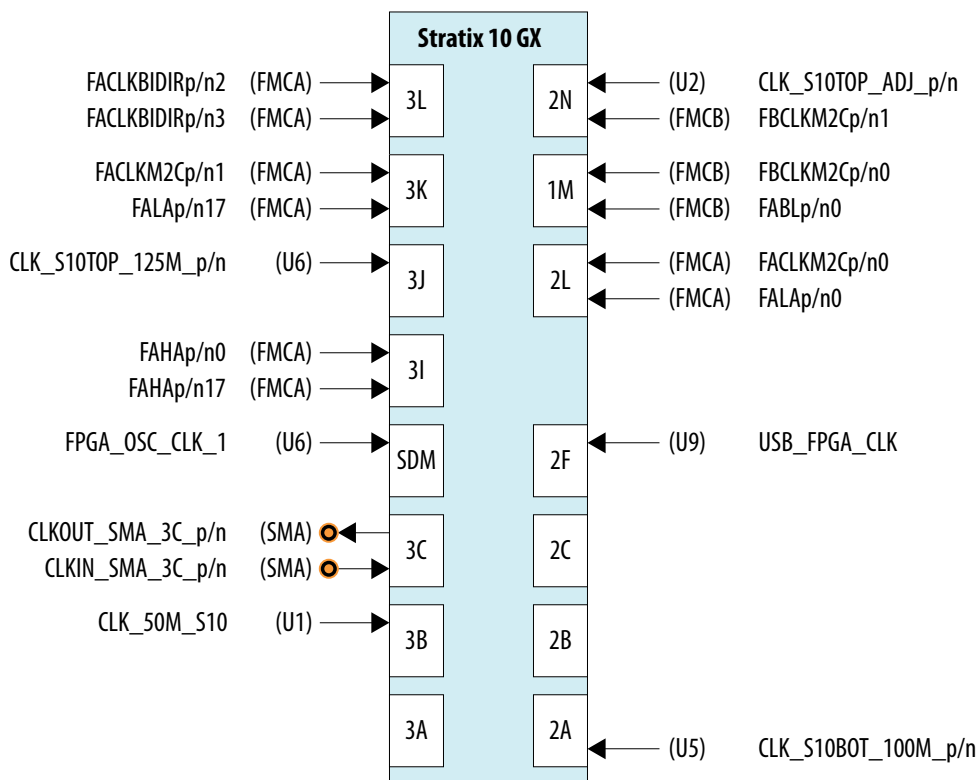 Stratix 10 GX
FACLKBIDIRp/n2 (FMCA)
FACLKBIDIRp/n3 (FMCA)
3L
2N
(U2) CLK_S10TOP_ADJ_p/n
(FMCB) FBCLKM2Cp/n1
FACLKM2Cp/n1 (FMCA)
FALAp/n17 (FMCA)
3K
1M
(FMCB) FBCLKM2Cp/n0
(FMCB) FABLp/n0
CLK_S10TOP_125M_p/n (U6)
3J
2L
(FMCA) FACLKM2Cp/n0
(FMCA) FALAp/n0
FAHAp/n0 (FMCA)
FAHAp/n17 (FMCA)
3I
FPGA_OSC_CLK_1 (U6)
SDM
2F
(U9) USB_FPGA_CLK
CLKOUT_SMA_3C_p/n (SMA)
CLKIN_SMA_3C_p/n (SMA)
3C
2C
CLK_50M_S10 (U1)
3B
2B
3A
2A
(U5) CLK_S10BOT_100M_p/n